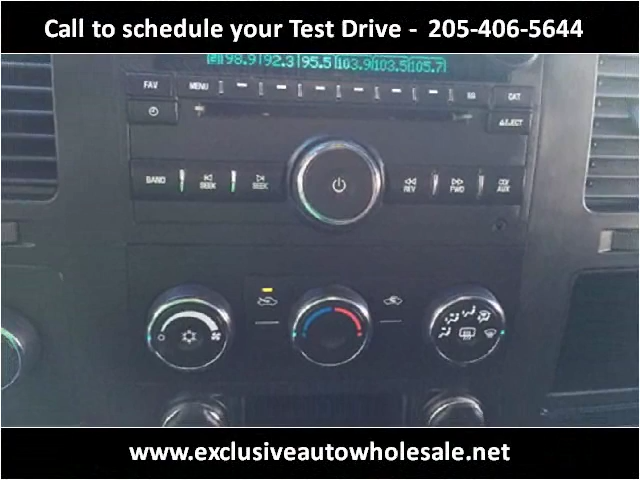 Call to schedule your Test Drive - 205-406-5644
98.9 92.3 95.5 103.9 103.5 105.7
FAV MENU CAT
EJECT
BAND SEEK SEEK REV FWD CD/AUX
www.exclusiveautowholesale.net